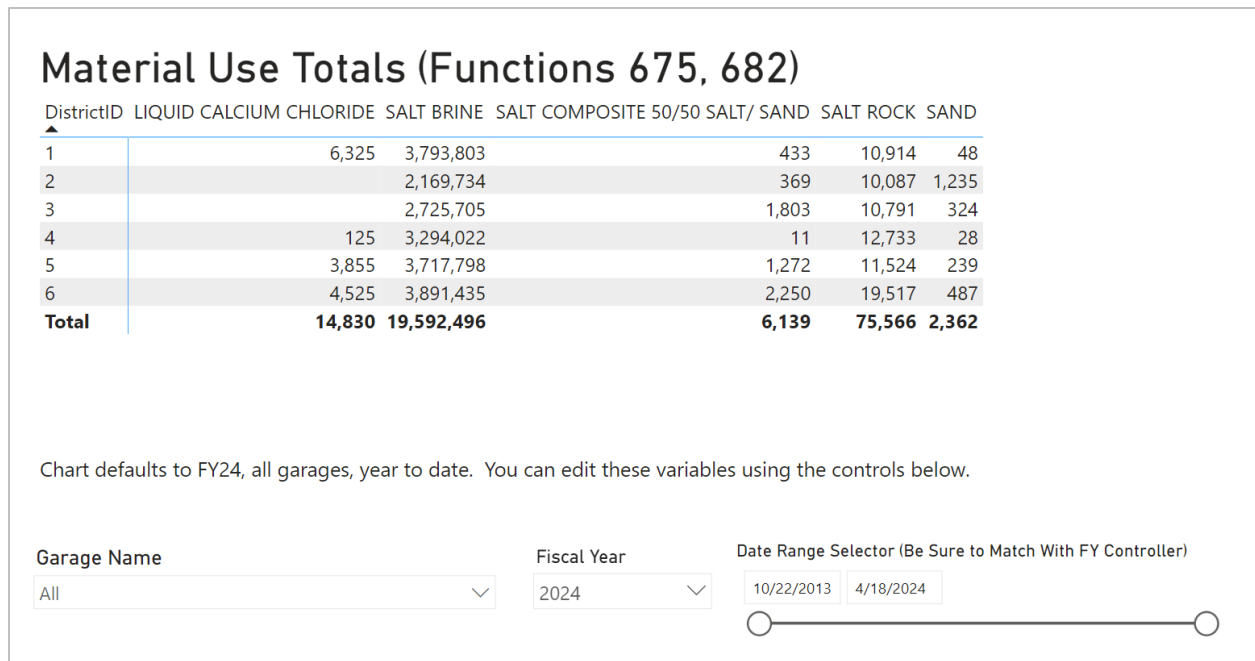 Material Use Totals (Functions 675, 682)
DistrictID LIQUID CALCIUM CHLORIDE SALT BRINE SALT COMPOSITE 50/50 SALT/ SAND SALT ROCK SAND
1 6,325 3,793,803 433 10,914 48
2 2,169,734 369 10,087 1,235
3 2,725,705 1,803 10,791 324
4 125 3,294,022 11 12,733 28
5 3,855 3,717,798 1,272 11,524 239
6 4,525 3,891,435 2,250 19,517 487
Total 14,830 19,592,496 6,139 75,566 2,362
Chart defaults to FY24, all garages, year to date.  You can edit these variables using the controls below.
Garage Name Fiscal Year Date Range Selector (Be Sure to Match With FY Controller)
All 2024 10/22/2013 4/18/2024